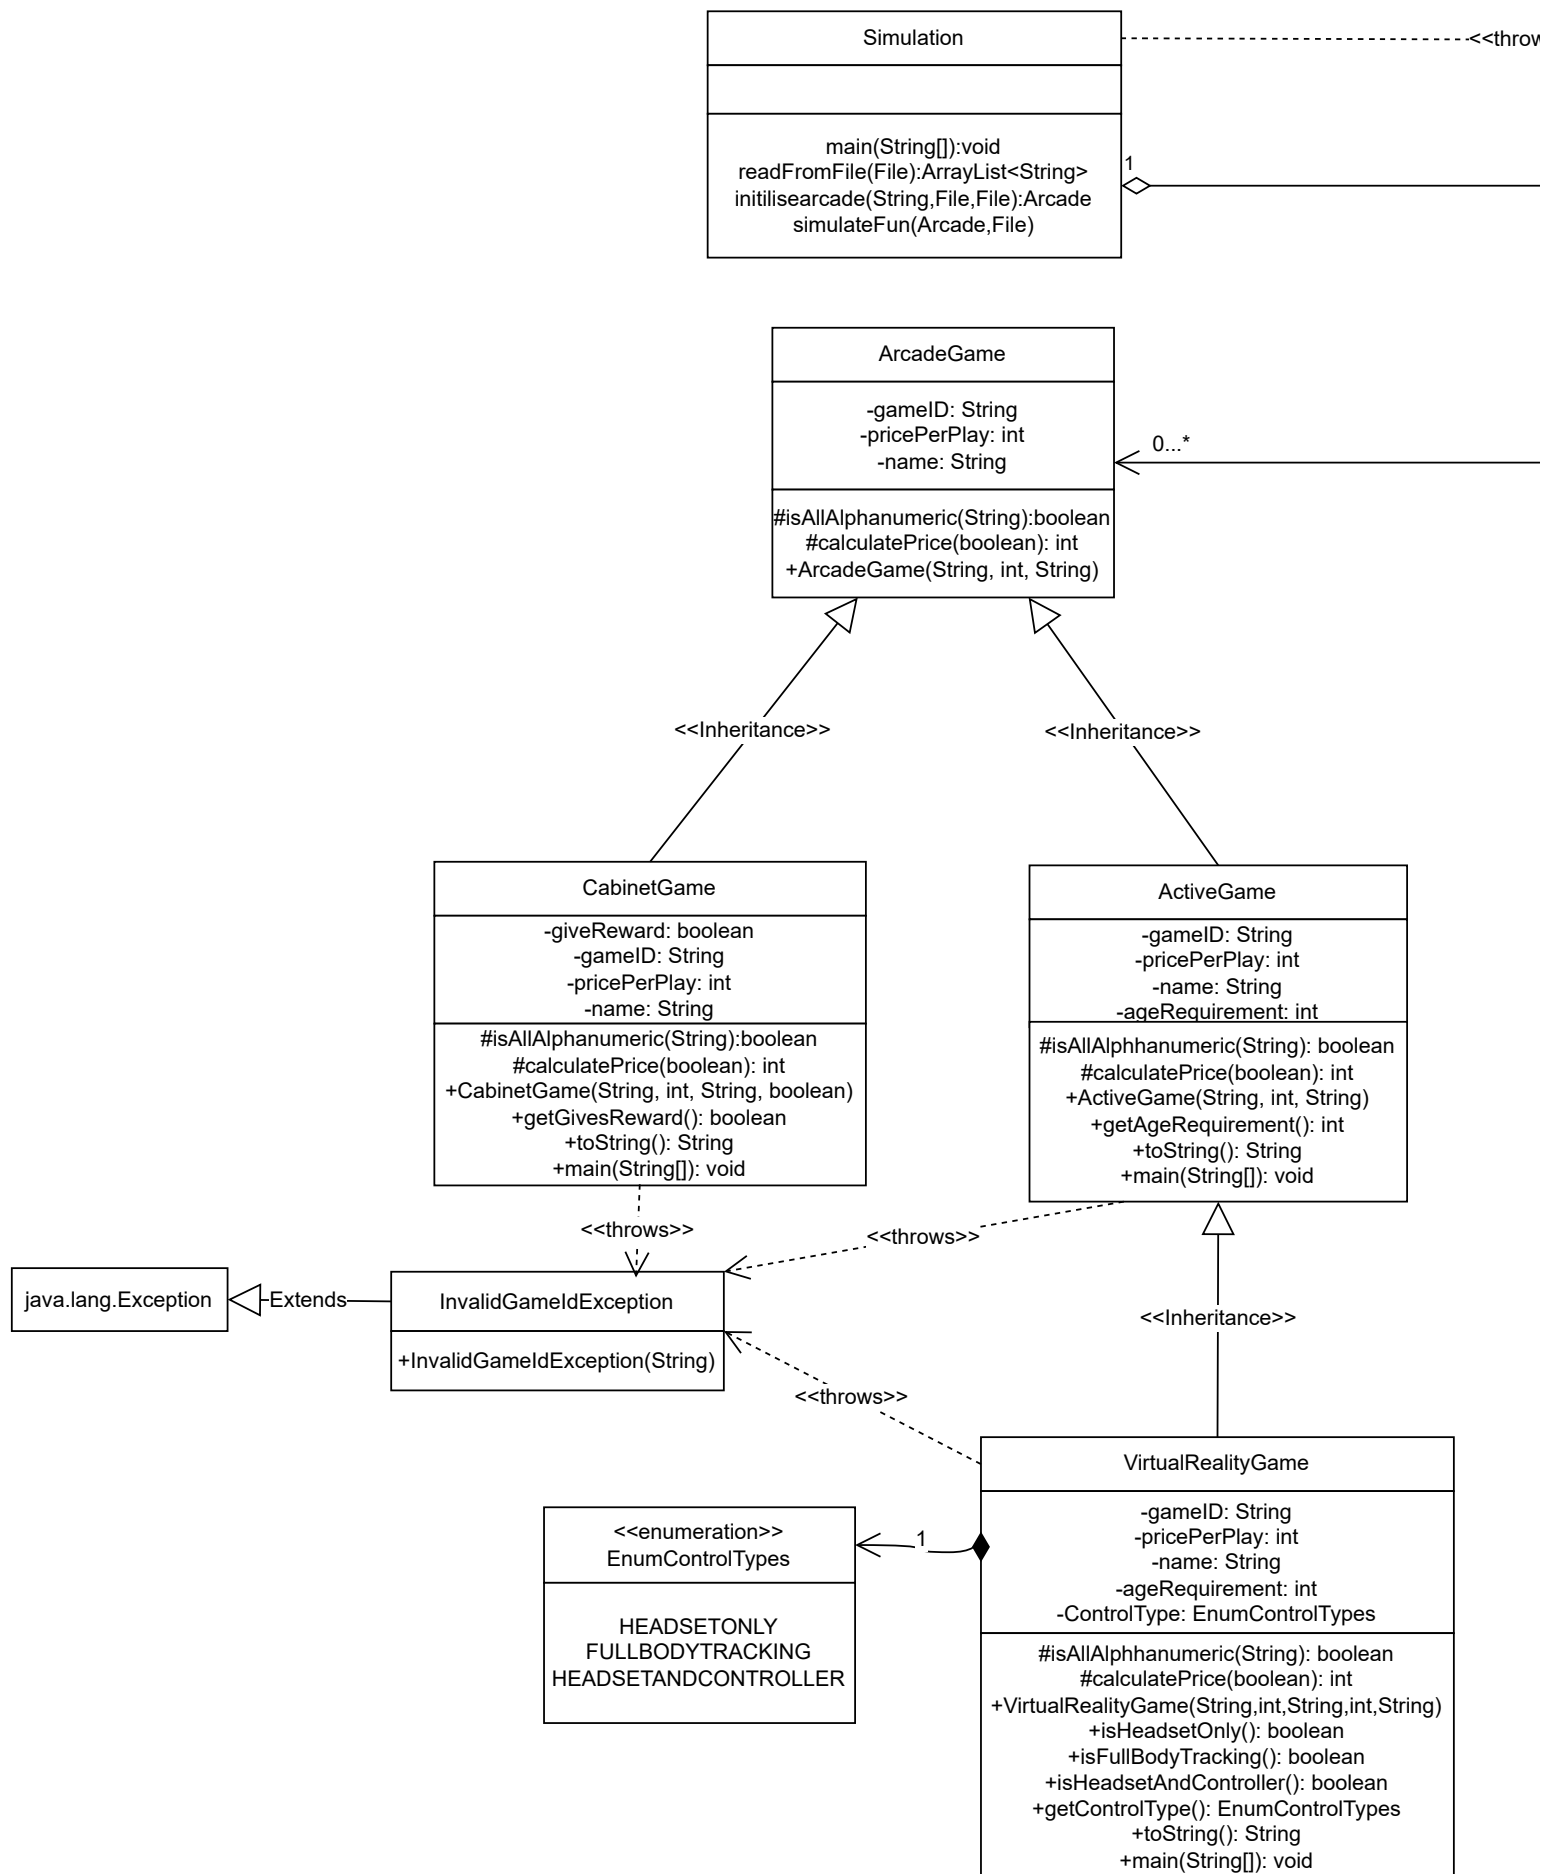 Simulation
<<throw
main(String[]):void
readFromFile(File):ArrayList<String>
initilisearcade(String,File,File):Arcade
simulateFun(Arcade,File)
1
ArcadeGame
-gameID: String
-pricePerPlay: int
-name: String
0...*
#isAllAlphanumeric(String):boolean
#calculatePrice(boolean): int
+ArcadeGame(String, int, String)
<<Inheritance>>
<<Inheritance>>
CabinetGame
-giveReward: boolean
-gameID: String
-pricePerPlay: int
-name: String
#isAllAlphanumeric(String):boolean
#calculatePrice(boolean): int
+CabinetGame(String, int, String, boolean)
+getGivesReward(): boolean
+toString(): String
+main(String[]): void
ActiveGame
-gameID: String
-pricePerPlay: int
-name: String
-ageRequirement: int
#isAllAlphhanumeric(String): boolean
#calculatePrice(boolean): int
+ActiveGame(String, int, String)
+getAgeRequirement(): int
+toString(): String
+main(String[]): void
<<throws>>
<<throws>>
java.lang.Exception
Extends
InvalidGameIdException
+InvalidGameIdException(String)
<<Inheritance>>
<<throws>>
VirtualRealityGame
-gameID: String
-pricePerPlay: int
-name: String
-ageRequirement: int
-ControlType: EnumControlTypes
#isAllAlphhanumeric(String): boolean
#calculatePrice(boolean): int
+VirtualRealityGame(String,int,String,int,String)
+isHeadsetOnly(): boolean
+isFullBodyTracking(): boolean
+isHeadsetAndController(): boolean
+getControlType(): EnumControlTypes
+toString(): String
+main(String[]): void
1
<<enumeration>>
EnumControlTypes
HEADSETONLY
FULLBODYTRACKING
HEADSETANDCONTROLLER